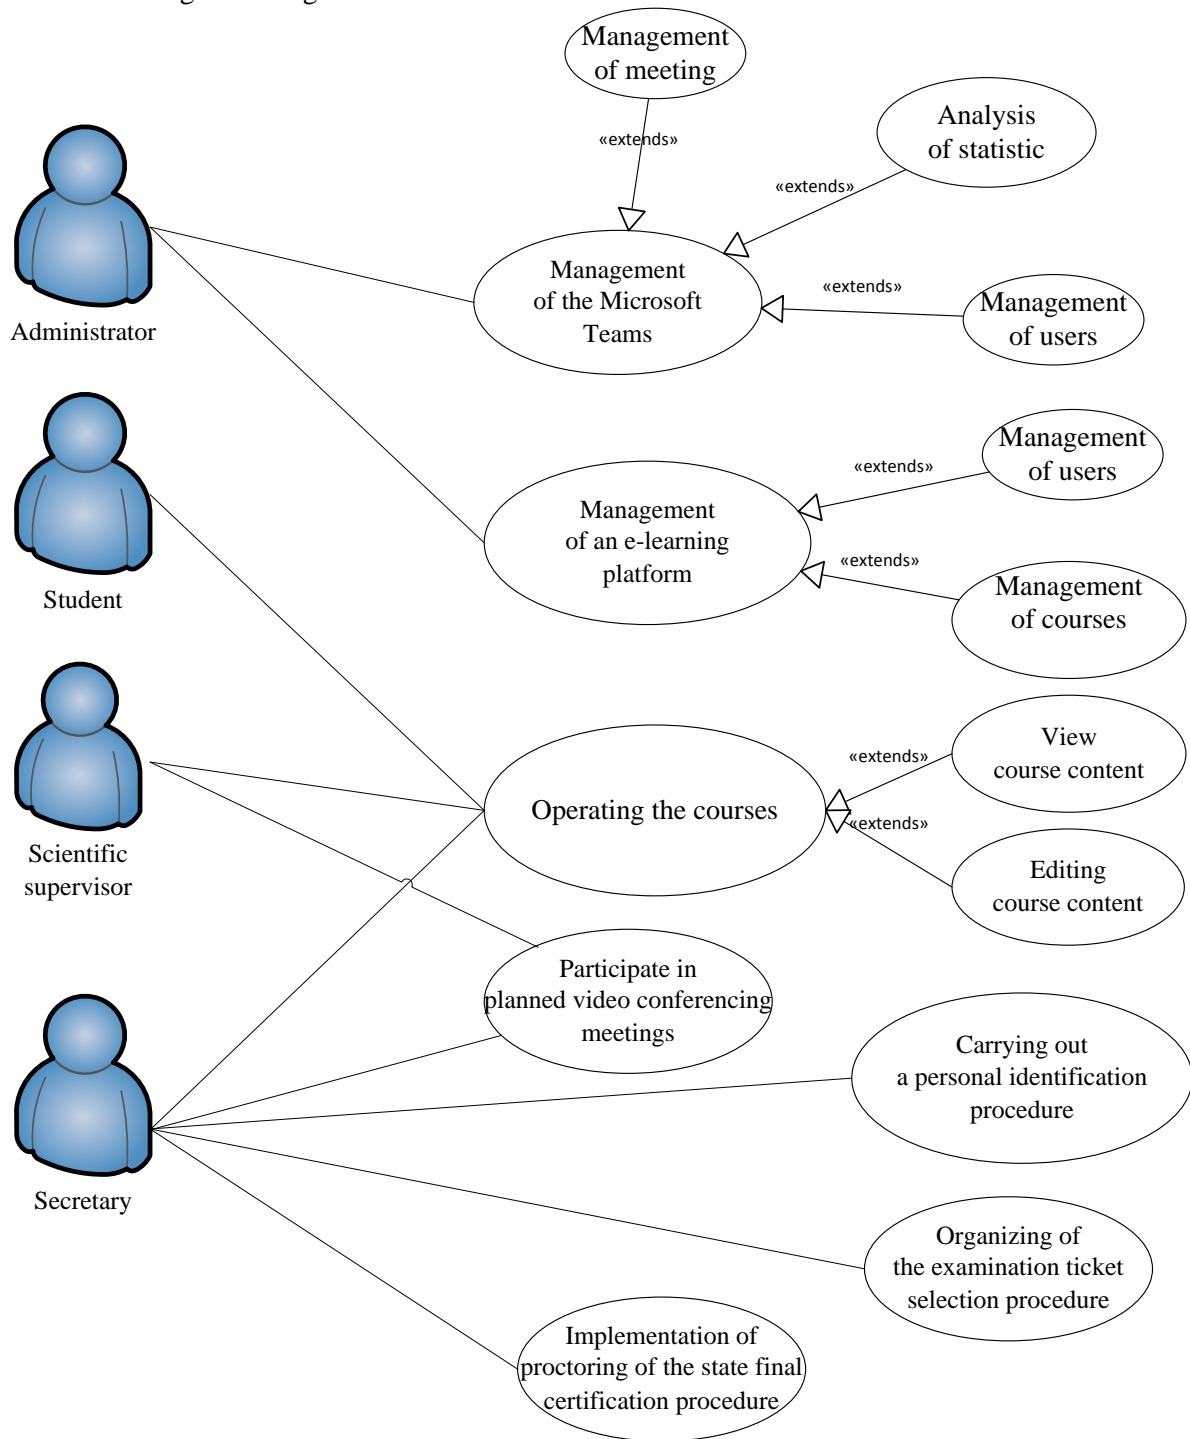 Management
of meeting
«extends»
Analysis
of statistic
«extends»
Management
of the Microsoft
Teams
«extends»
Management
of users
Administrator
Management
of users
«extends»
Management
of an e-learning
platform
«extends»
Management
of courses
Student
View
course content
«extends»
Operating the courses
«extends»
Editing
course content
Scientific
supervisor
Participate in
planned video conferencing
meetings
Carrying out
a personal identification
procedure
Secretary
Organizing of
the examination ticket
selection procedure
Implementation of
proctoring of the state final
certification procedure